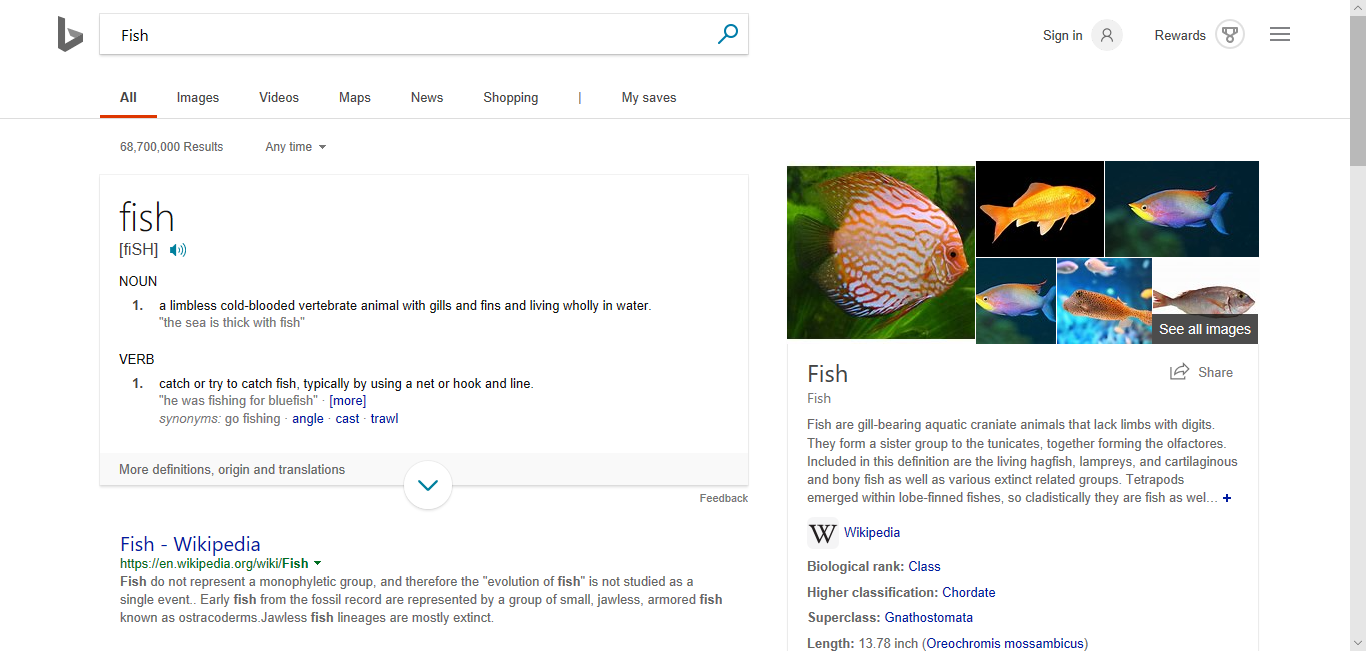 Fish
Sign in
Rewards
All
Images
Videos
Maps
News
Shopping
|
My saves
68,700,000 Results
Any time
fish
[fiSH]
NOUN
1. a limbless cold-blooded vertebrate animal with gills and fins and living wholly in water.
"the sea is thick with fish"
VERB
1. catch or try to catch fish, typically by using a net or hook and line.
"he was fishing for bluefish" · [more]
synonyms: go fishing · angle · cast · trawl
More definitions, origin and translations
Feedback
Fish - Wikipedia
https://en.wikipedia.org/wiki/Fish
Fish do not represent a monophyletic group, and therefore the "evolution of fish" is not studied as a
single event.. Early fish from the fossil record are represented by a group of small, jawless, armored fish
known as ostracoderms.Jawless fish lineages are mostly extinct.
See all images
Fish
Share
Fish
Fish are gill-bearing aquatic craniate animals that lack limbs with digits.
They form a sister group to the tunicates, together forming the olfactores.
Included in this definition are the living hagfish, lampreys, and cartilaginous
and bony fish as well as various extinct related groups. Tetrapods
emerged within lobe-finned fishes, so cladistically they are fish as wel… +
W Wikipedia
Biological rank: Class
Higher classification: Chordate
Superclass: Gnathostomata
Length: 13.78 inch (Oreochromis mossambicus)